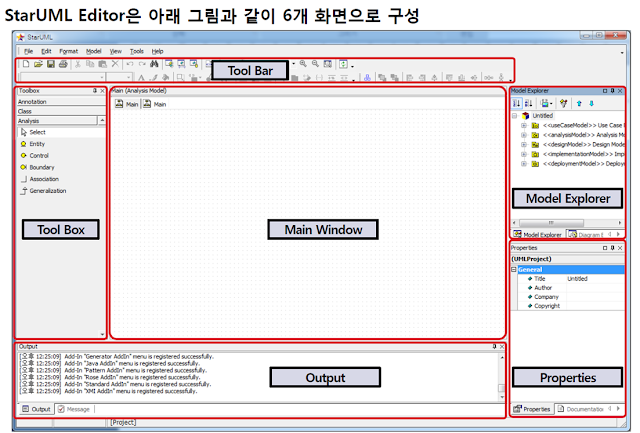 StarUML Editor은 아래 그림과 같이 6개 화면으로 구성
StarUML
File Edit Format Model View Tools Help
Tool Bar
Toolbox
Annotation
Class
Analysis
Select
Entity
Control
Boundary
Association
Generalization
Tool Box
Main (Analysis Model)
Main Main
Main Window
Model Explorer
Untitled
<<useCaseModel>> Use Case
<<analysisModel>> Analysis
<<designModel>> Design Mode
<<implementationModel>> Imp
<<deploymentModel>> Deploy
Model Explorer
Model Explorer Diagram E
Properties
(UMLProject)
General
Title Untitled
Author
Company
Copyright
Properties
Properties Documentation
Output
[오후 12:25:09] Add-In "Generator AddIn" menu is registered successfully.
[오후 12:25:09] Add-In "Java AddIn" menu is registered successfully.
[오후 12:25:09] Add-In "Pattern AddIn" menu is registered successfully.
[오후 12:25:09] Add-In "Rose AddIn" menu is registered successfully.
[오후 12:25:09] Add-In "Standard AddIn" menu is registered successfully.
[오후 12:25:09] Add-In "XMI AddIn" menu is registered successfully.
Output
Output Message
[Project]